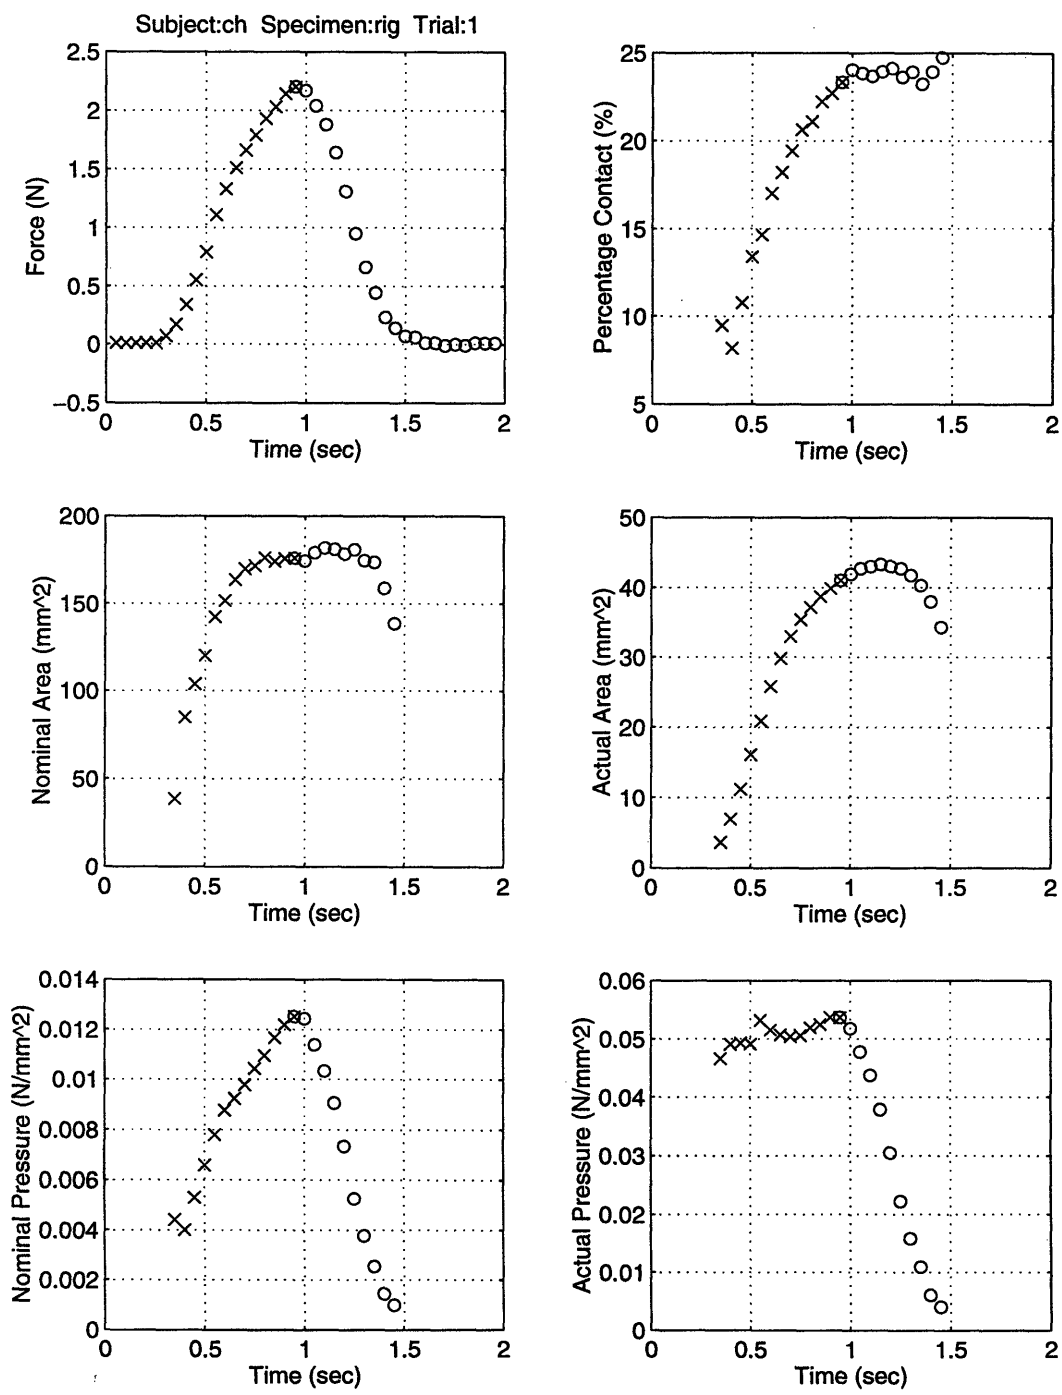 Subject:ch Specimen:rig Trial:1
2.5
2
1.5
1
0.5
0
−0.5
Force (N)
0 0.5 1 1.5 2
Time (sec)
25
20
15
10
5
Percentage Contact (%)
0 0.5 1 1.5 2
Time (sec)
200
150
100
50
0
Nominal Area (mm^2)
0 0.5 1 1.5 2
Time (sec)
50
40
30
20
10
0
Actual Area (mm^2)
0 0.5 1 1.5 2
Time (sec)
0.014
0.012
0.01
0.008
0.006
0.004
0.002
0
Nominal Pressure (N/mm^2)
0 0.5 1 1.5 2
Time (sec)
0.06
0.05
0.04
0.03
0.02
0.01
0
Actual Pressure (N/mm^2)
0 0.5 1 1.5 2
Time (sec)